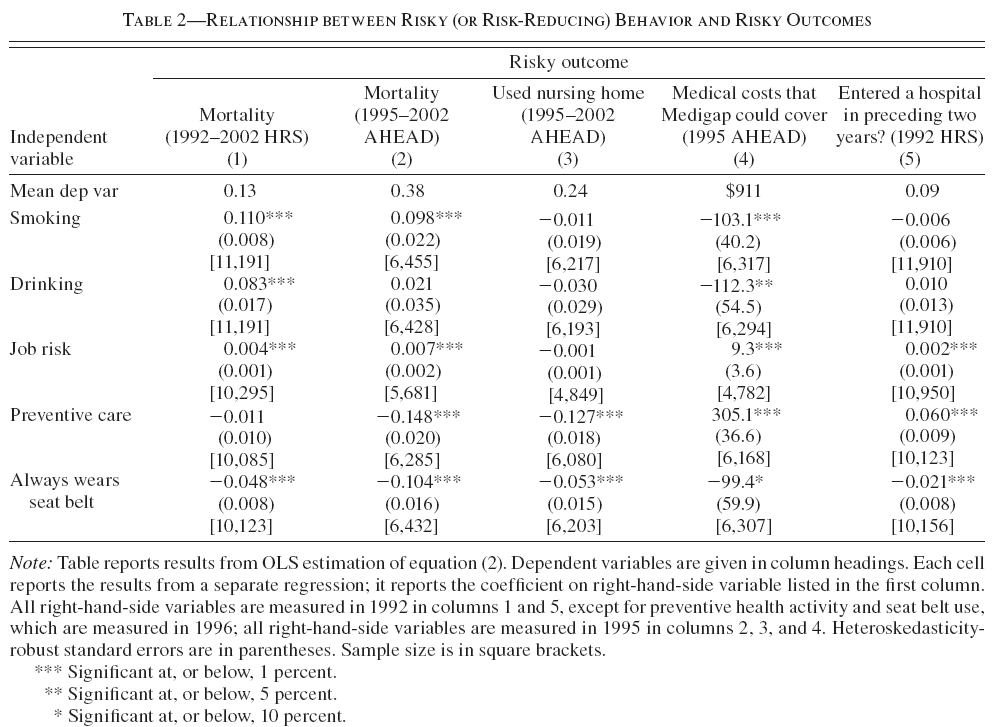 TABLE 2—RELATIONSHIP BETWEEN RISKY (OR RISK-REDUCING) BEHAVIOR AND RISKY OUTCOMES
Risky outcome
Mortality Used nursing home Medical costs that Entered a hospital
Mortality (1995–2002 (1995–2002 Medigap could cover in preceding two
Independent (1992–2002 HRS) AHEAD) AHEAD) (1995 AHEAD) years? (1992 HRS)
variable (1) (2) (3) (4) (5)
Mean dep var 0.13 0.38 0.24 $911 0.09
Smoking 0.110*** 0.098*** −0.011 −103.1*** −0.006
(0.008) (0.022) (0.019) (40.2) (0.006)
[11,191] [6,455] [6,217] [6,317] [11,910]
Drinking 0.083*** 0.021 −0.030 −112.3** 0.010
(0.017) (0.035) (0.029) (54.5) (0.013)
[11,191] [6,428] [6,193] [6,294] [11,910]
Job risk 0.004*** 0.007*** −0.001 9.3*** 0.002***
(0.001) (0.002) (0.001) (3.6) (0.001)
[10,295] [5,681] [4,849] [4,782] [10,950]
Preventive care −0.011 −0.148*** −0.127*** 305.1*** 0.060***
(0.010) (0.020) (0.018) (36.6) (0.009)
[10,085] [6,285] [6,080] [6,168] [10,123]
Always wears −0.048*** −0.104*** −0.053*** −99.4* −0.021***
seat belt (0.008) (0.016) (0.015) (59.9) (0.008)
[10,123] [6,432] [6,203] [6,307] [10,156]
Note: Table reports results from OLS estimation of equation (2). Dependent variables are given in column headings. Each cell
reports the results from a separate regression; it reports the coefficient on right-hand-side variable listed in the first column.
All right-hand-side variables are measured in 1992 in columns 1 and 5, except for preventive health activity and seat belt use,
which are measured in 1996; all right-hand-side variables are measured in 1995 in columns 2, 3, and 4. Heteroskedasticity-
robust standard errors are in parentheses. Sample size is in square brackets.
*** Significant at, or below, 1 percent.
** Significant at, or below, 5 percent.
* Significant at, or below, 10 percent.